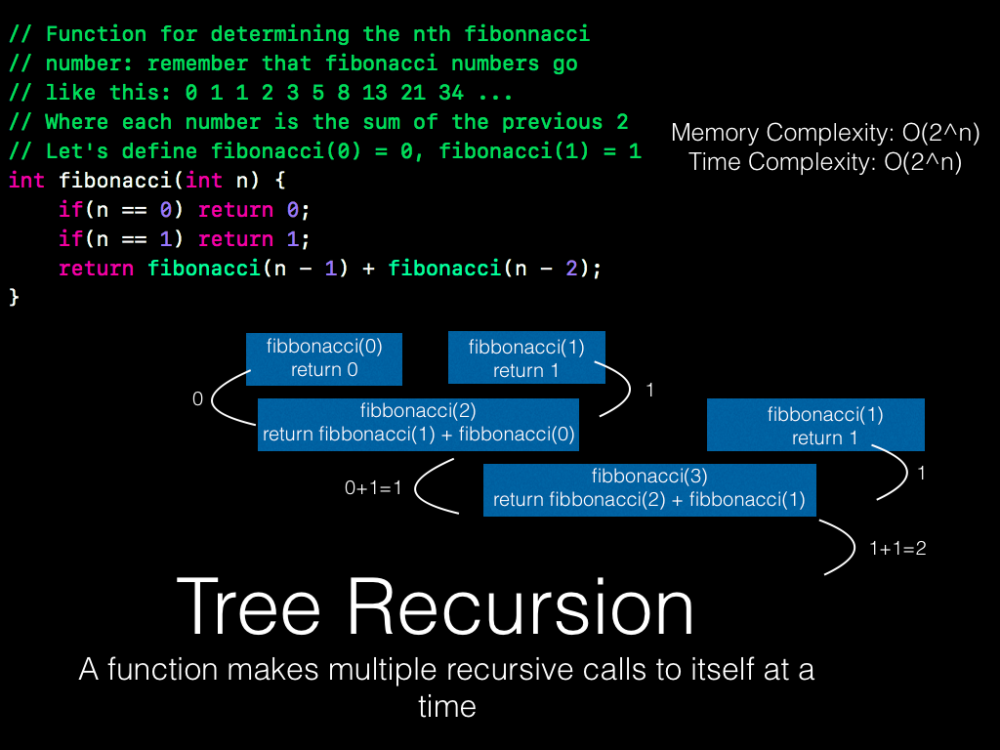 // Function for determining the nth fibonnacci
// number: remember that fibonacci numbers go
// like this: 0 1 1 2 3 5 8 13 21 34 ...
// Where each number is the sum of the previous 2
// Let's define fibonacci(0) = 0, fibonacci(1) = 1
int fibonacci(int n) {
    if(n == 0) return 0;
    if(n == 1) return 1;
    return fibonacci(n - 1) + fibonacci(n - 2);
}
Memory Complexity: O(2^n)
Time Complexity: O(2^n)
fibbonacci(0)
return 0
fibbonacci(1)
return 1
0
1
fibbonacci(2)
return fibbonacci(1) + fibbonacci(0)
fibbonacci(1)
return 1
0+1=1
1
fibbonacci(3)
return fibbonacci(2) + fibbonacci(1)
1+1=2
Tree Recursion
A function makes multiple recursive calls to itself at a
time